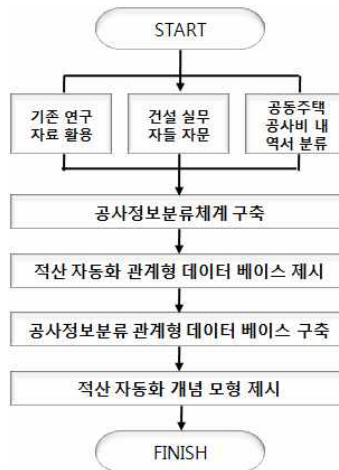 START
기존 연구
자료 활용
건설 실무
자들 자문
공동주택
공사비 내
역서 분류
공사정보분류체계 구축
적산 자동화 관계형 데이터 베이스 제시
공사정보분류 관계형 데이터 베이스 구축
적산 자동화 개념 모형 제시
FINISH